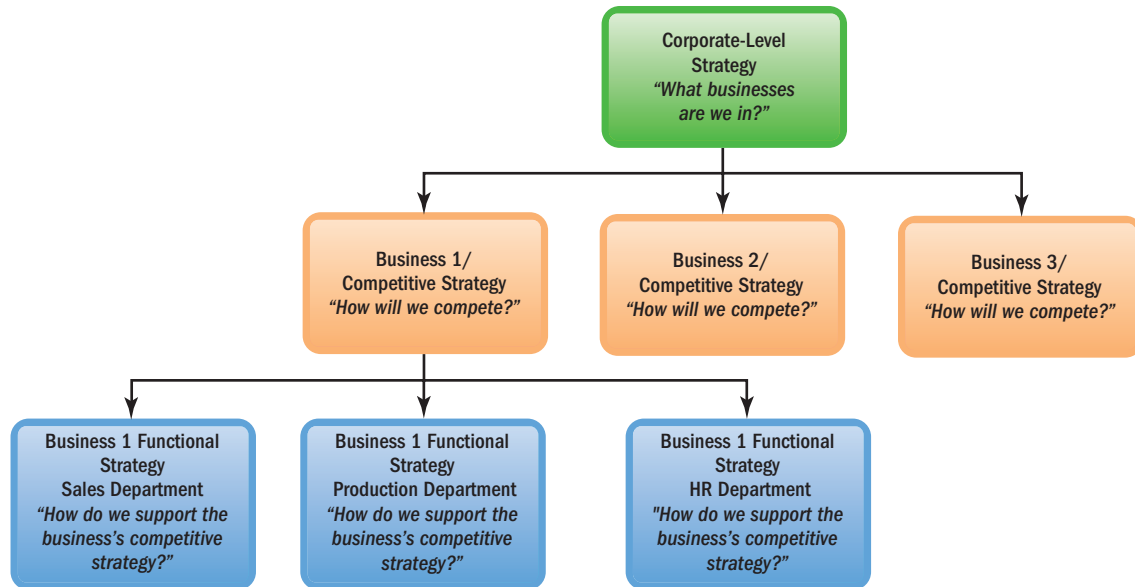 Corporate-Level
Strategy
“What businesses
are we in?”
Business 1/
Competitive Strategy
“How will we compete?”
Business 2/
Competitive Strategy
“How will we compete?”
Business 3/
Competitive Strategy
“How will we compete?”
Business 1 Functional
Strategy
Sales Department
“How do we support the
business’s competitive
strategy?”
Business 1 Functional
Strategy
Production Department
“How do we support the
business’s competitive
strategy?”
Business 1 Functional
Strategy
HR Department
"How do we support the
business’s competitive
strategy?”